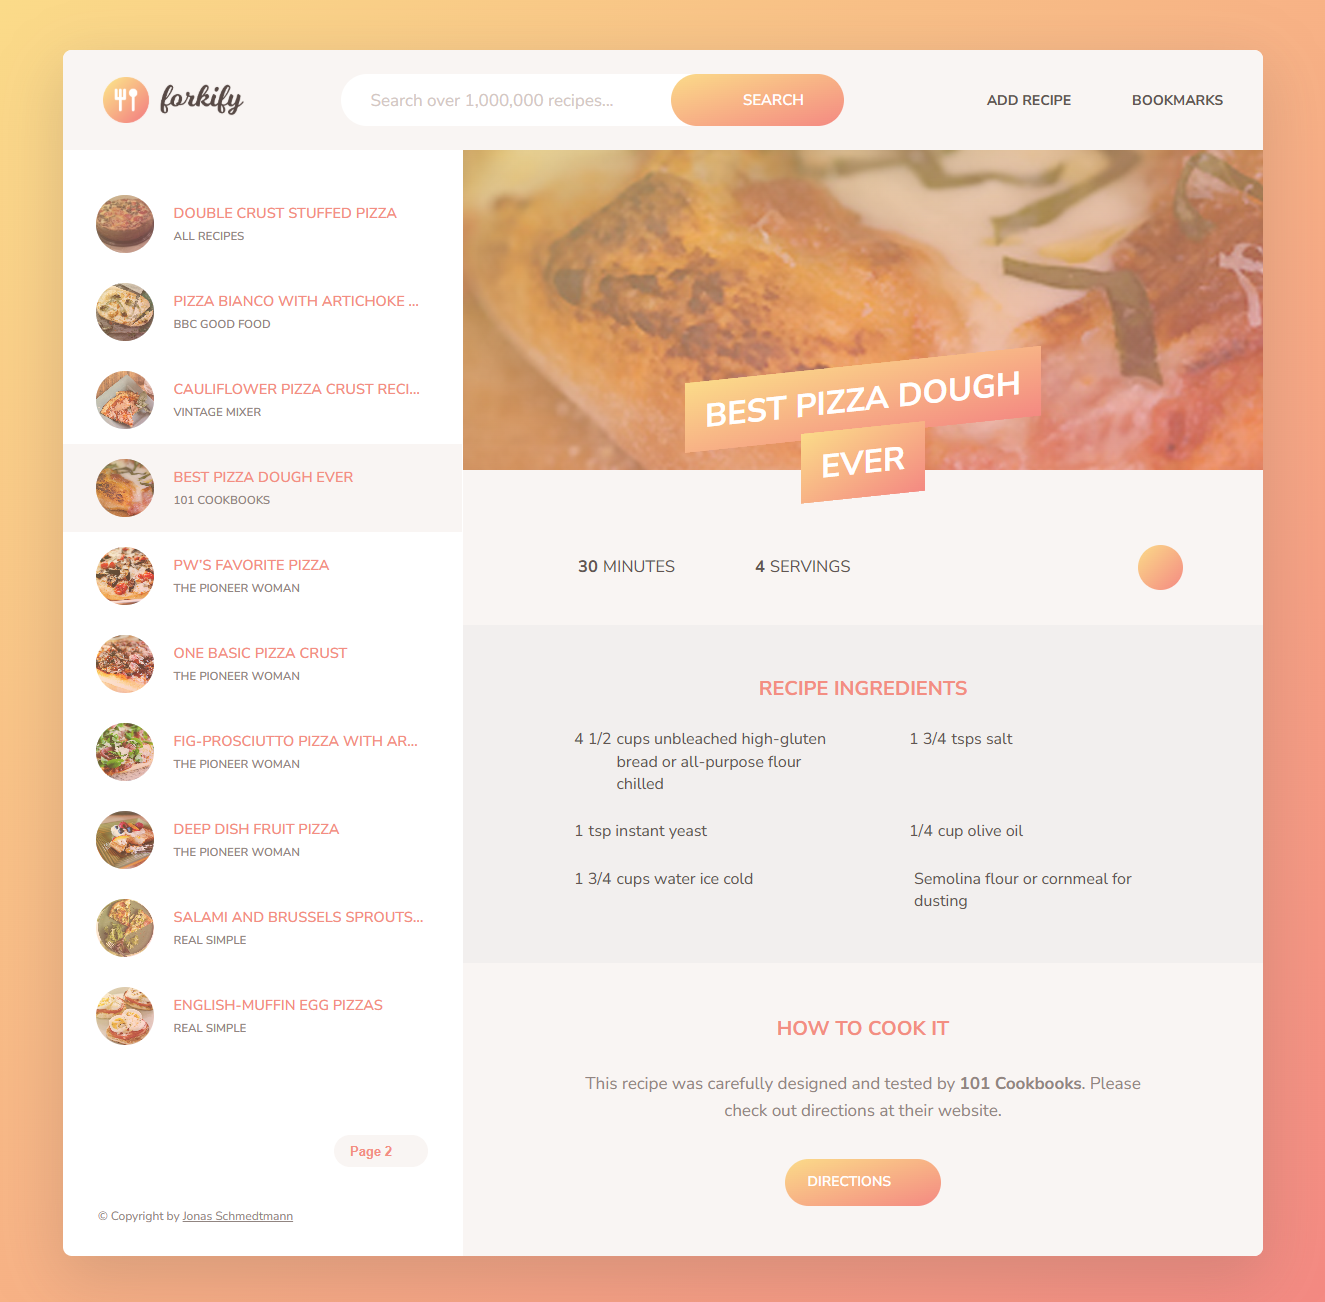 forkify
Search over 1,000,000 recipes...
SEARCH
ADD RECIPE
BOOKMARKS
DOUBLE CRUST STUFFED PIZZA
ALL RECIPES
PIZZA BIANCO WITH ARTICHOKE ...
BBC GOOD FOOD
CAULIFLOWER PIZZA CRUST RECI...
VINTAGE MIXER
BEST PIZZA DOUGH EVER
101 COOKBOOKS
PW'S FAVORITE PIZZA
THE PIONEER WOMAN
ONE BASIC PIZZA CRUST
THE PIONEER WOMAN
FIG-PROSCIUTTO PIZZA WITH AR...
THE PIONEER WOMAN
DEEP DISH FRUIT PIZZA
THE PIONEER WOMAN
SALAMI AND BRUSSELS SPROUTS...
REAL SIMPLE
ENGLISH-MUFFIN EGG PIZZAS
REAL SIMPLE
Page 2
© Copyright by Jonas Schmedtmann
BEST PIZZA DOUGH
EVER
30 MINUTES
4 SERVINGS
RECIPE INGREDIENTS
4 1/2 cups unbleached high-gluten
bread or all-purpose flour
chilled
1 3/4 tsps salt
1 tsp instant yeast
1/4 cup olive oil
1 3/4 cups water ice cold
Semolina flour or cornmeal for
dusting
HOW TO COOK IT
This recipe was carefully designed and tested by 101 Cookbooks. Please
check out directions at their website.
DIRECTIONS